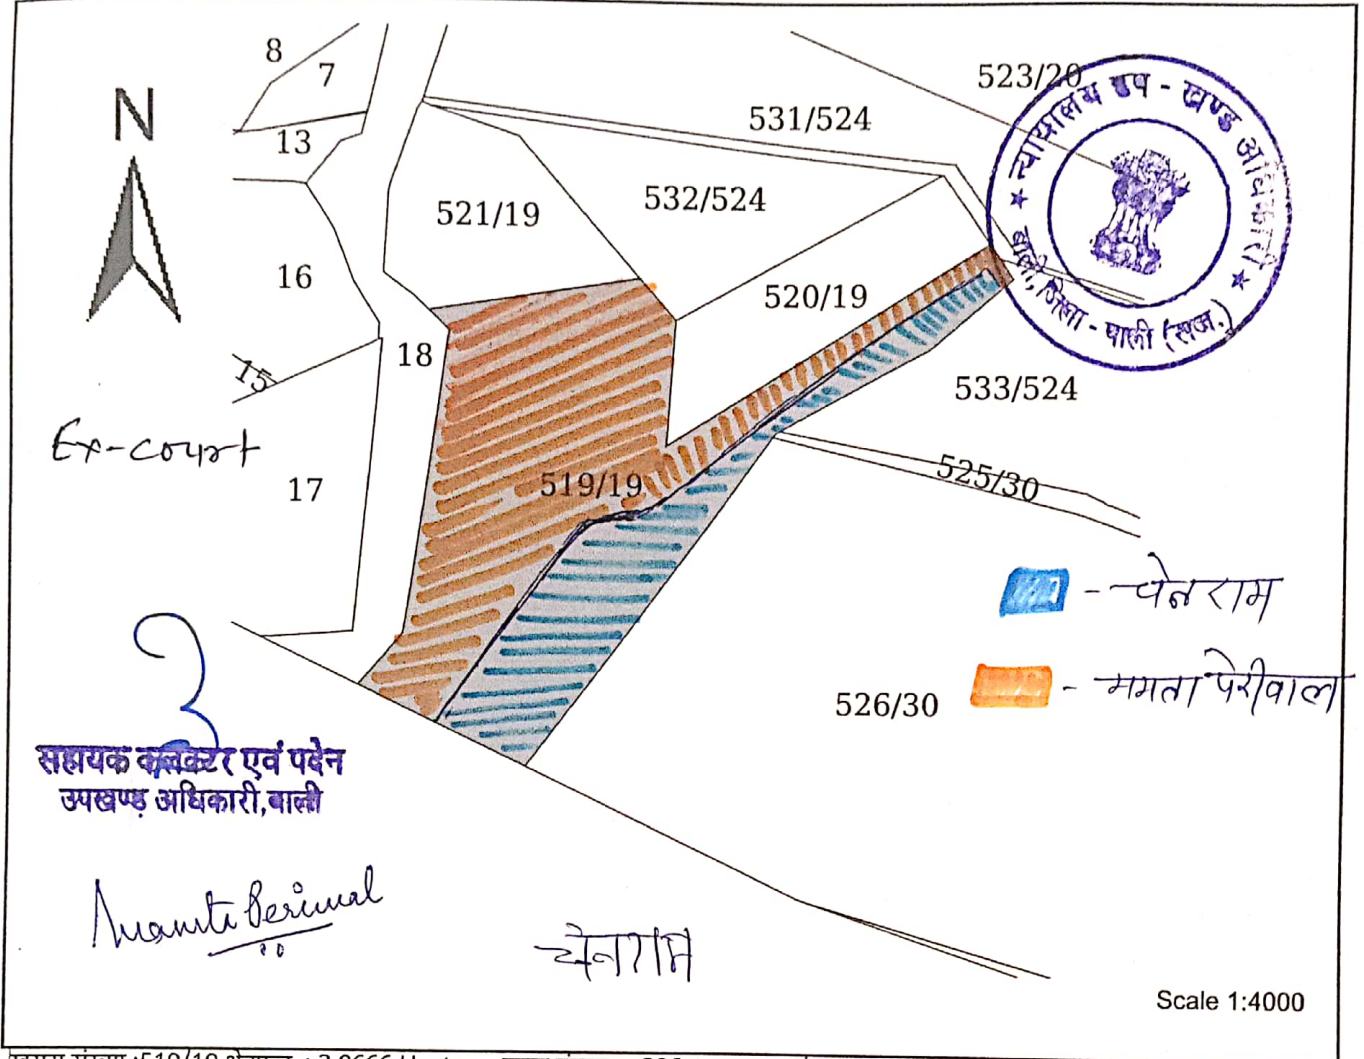 8
7
523/20
N
531/524
13
न्यायालय उप - खण्ड अधिकारी
बाली, जिला - पाली (राज.)
532/524
521/19
16
520/19
18
15
533/524
Ex-court
525/30
519/19
17
- चेनराम
- ममता पेरीवाल
526/30
सहायक कलक्टर एवं पदेन
उपखण्ड अधिकारी, बाली
Mamta Periwal
चेनराम
Scale 1:4000